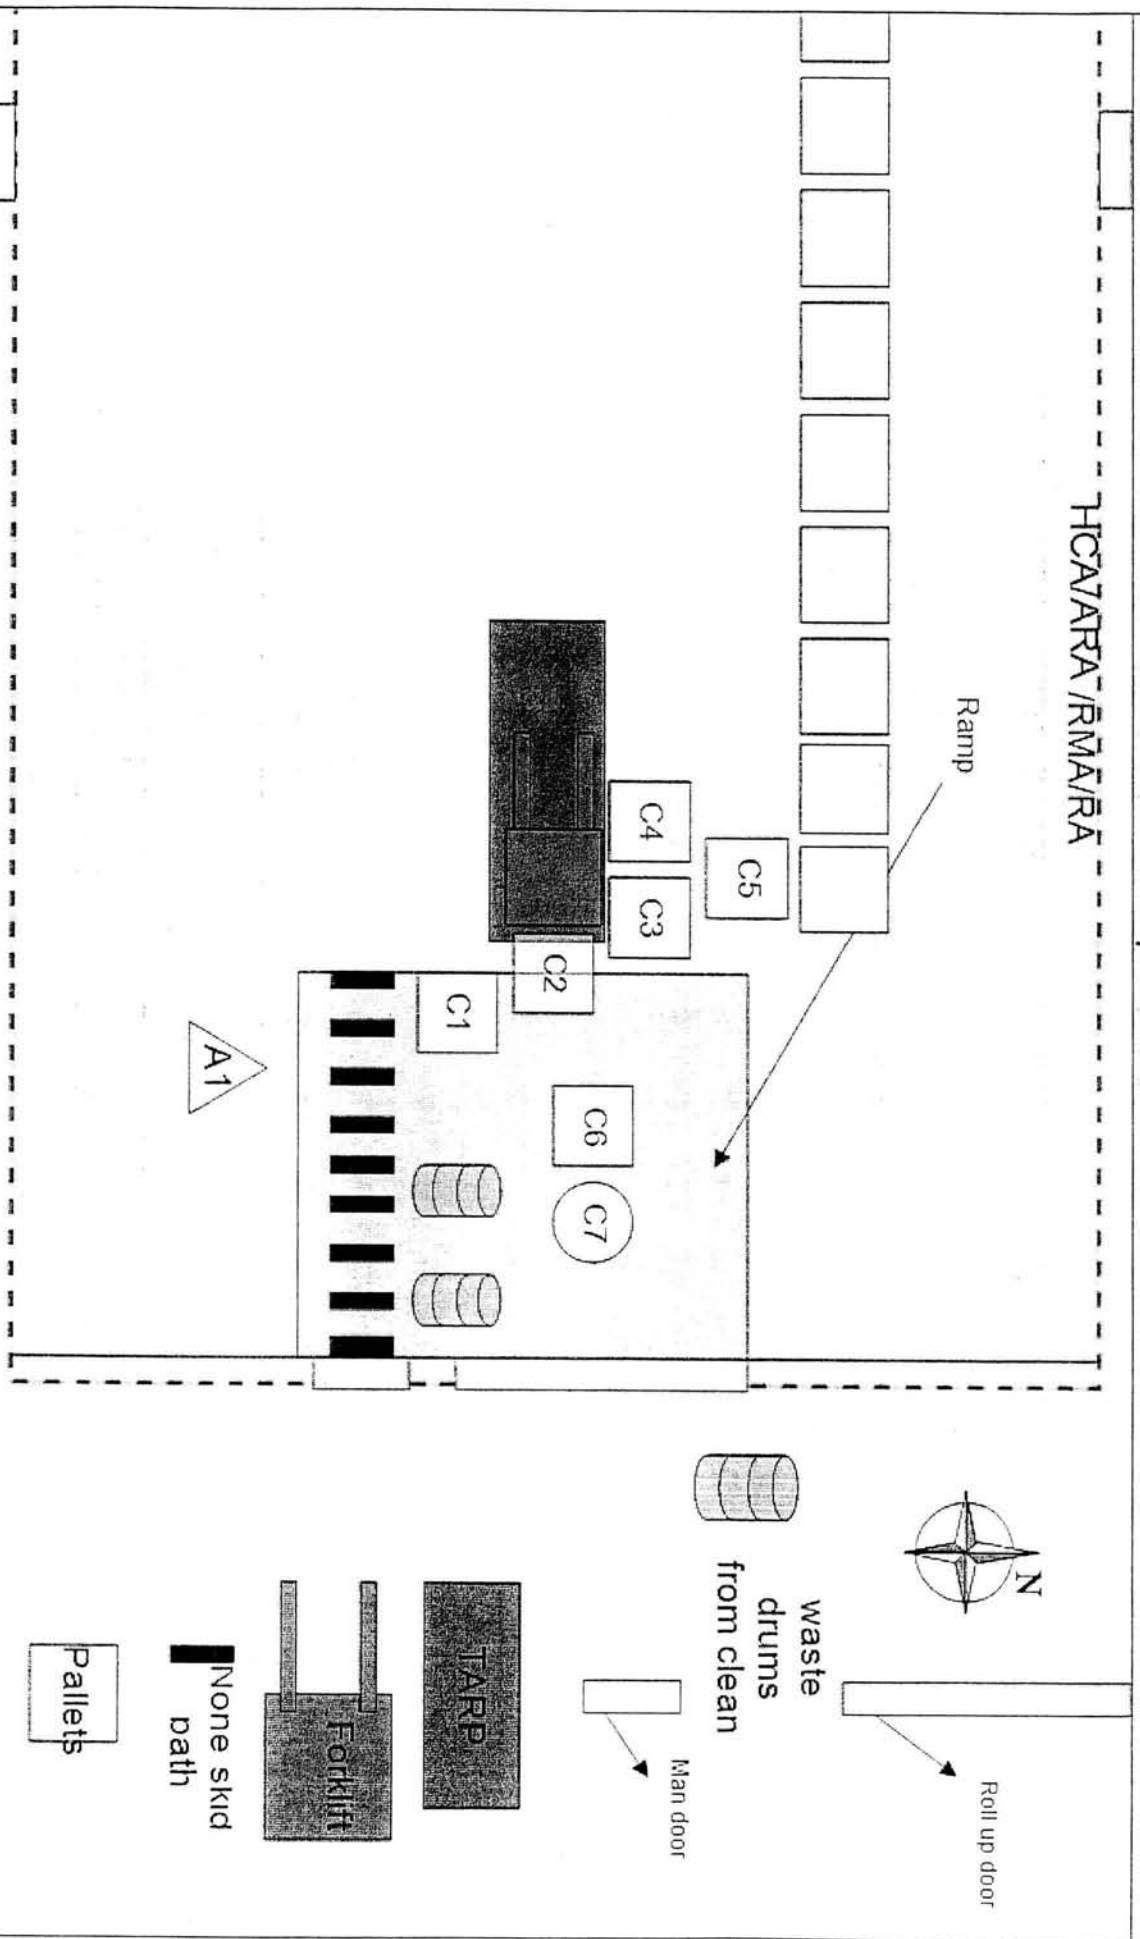 HCA/ARA /RMA/RA
Ramp
C4
C3
C5
C2
C1
C6
C7
A1
N
waste
drums
from clean
Roll up door
Man door
TARP
Forklift
None skid
path
Pallets